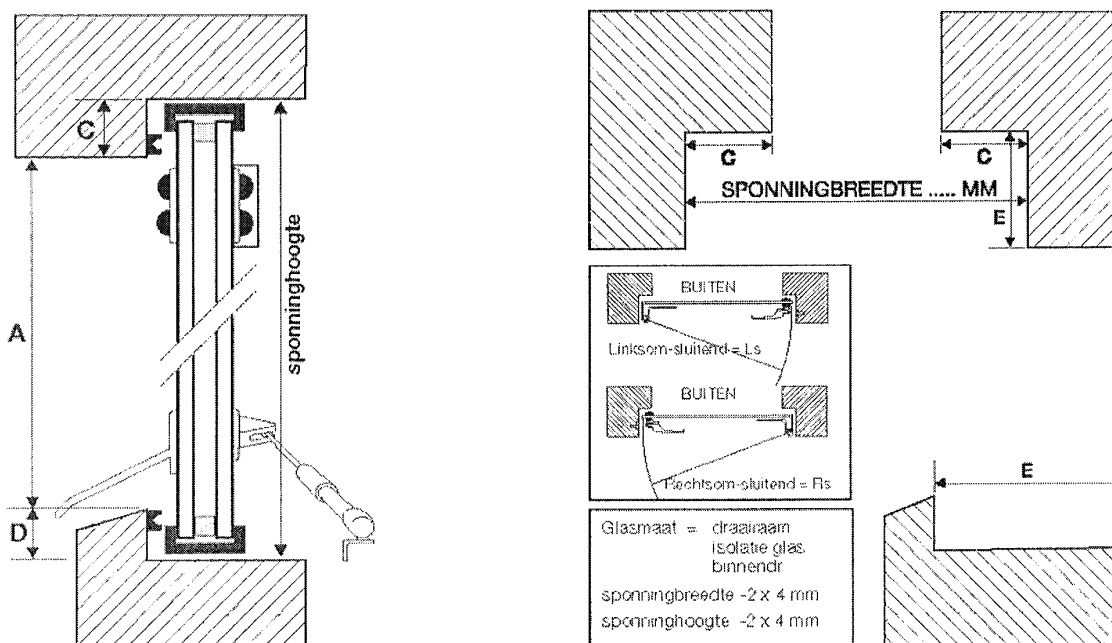 C
A
D
sponninghoogte
C
C
SPONNINGBREEDTE ..... MM
E
BUITEN
Linksom-sluitend = Ls
BUITEN
Rechtsom-sluitend = Rs
E
Glasmaat = draairaam
isolatie glas
binnendr.
sponningbreedte -2 x 4 mm
sponninghoogte -2 x 4 mm